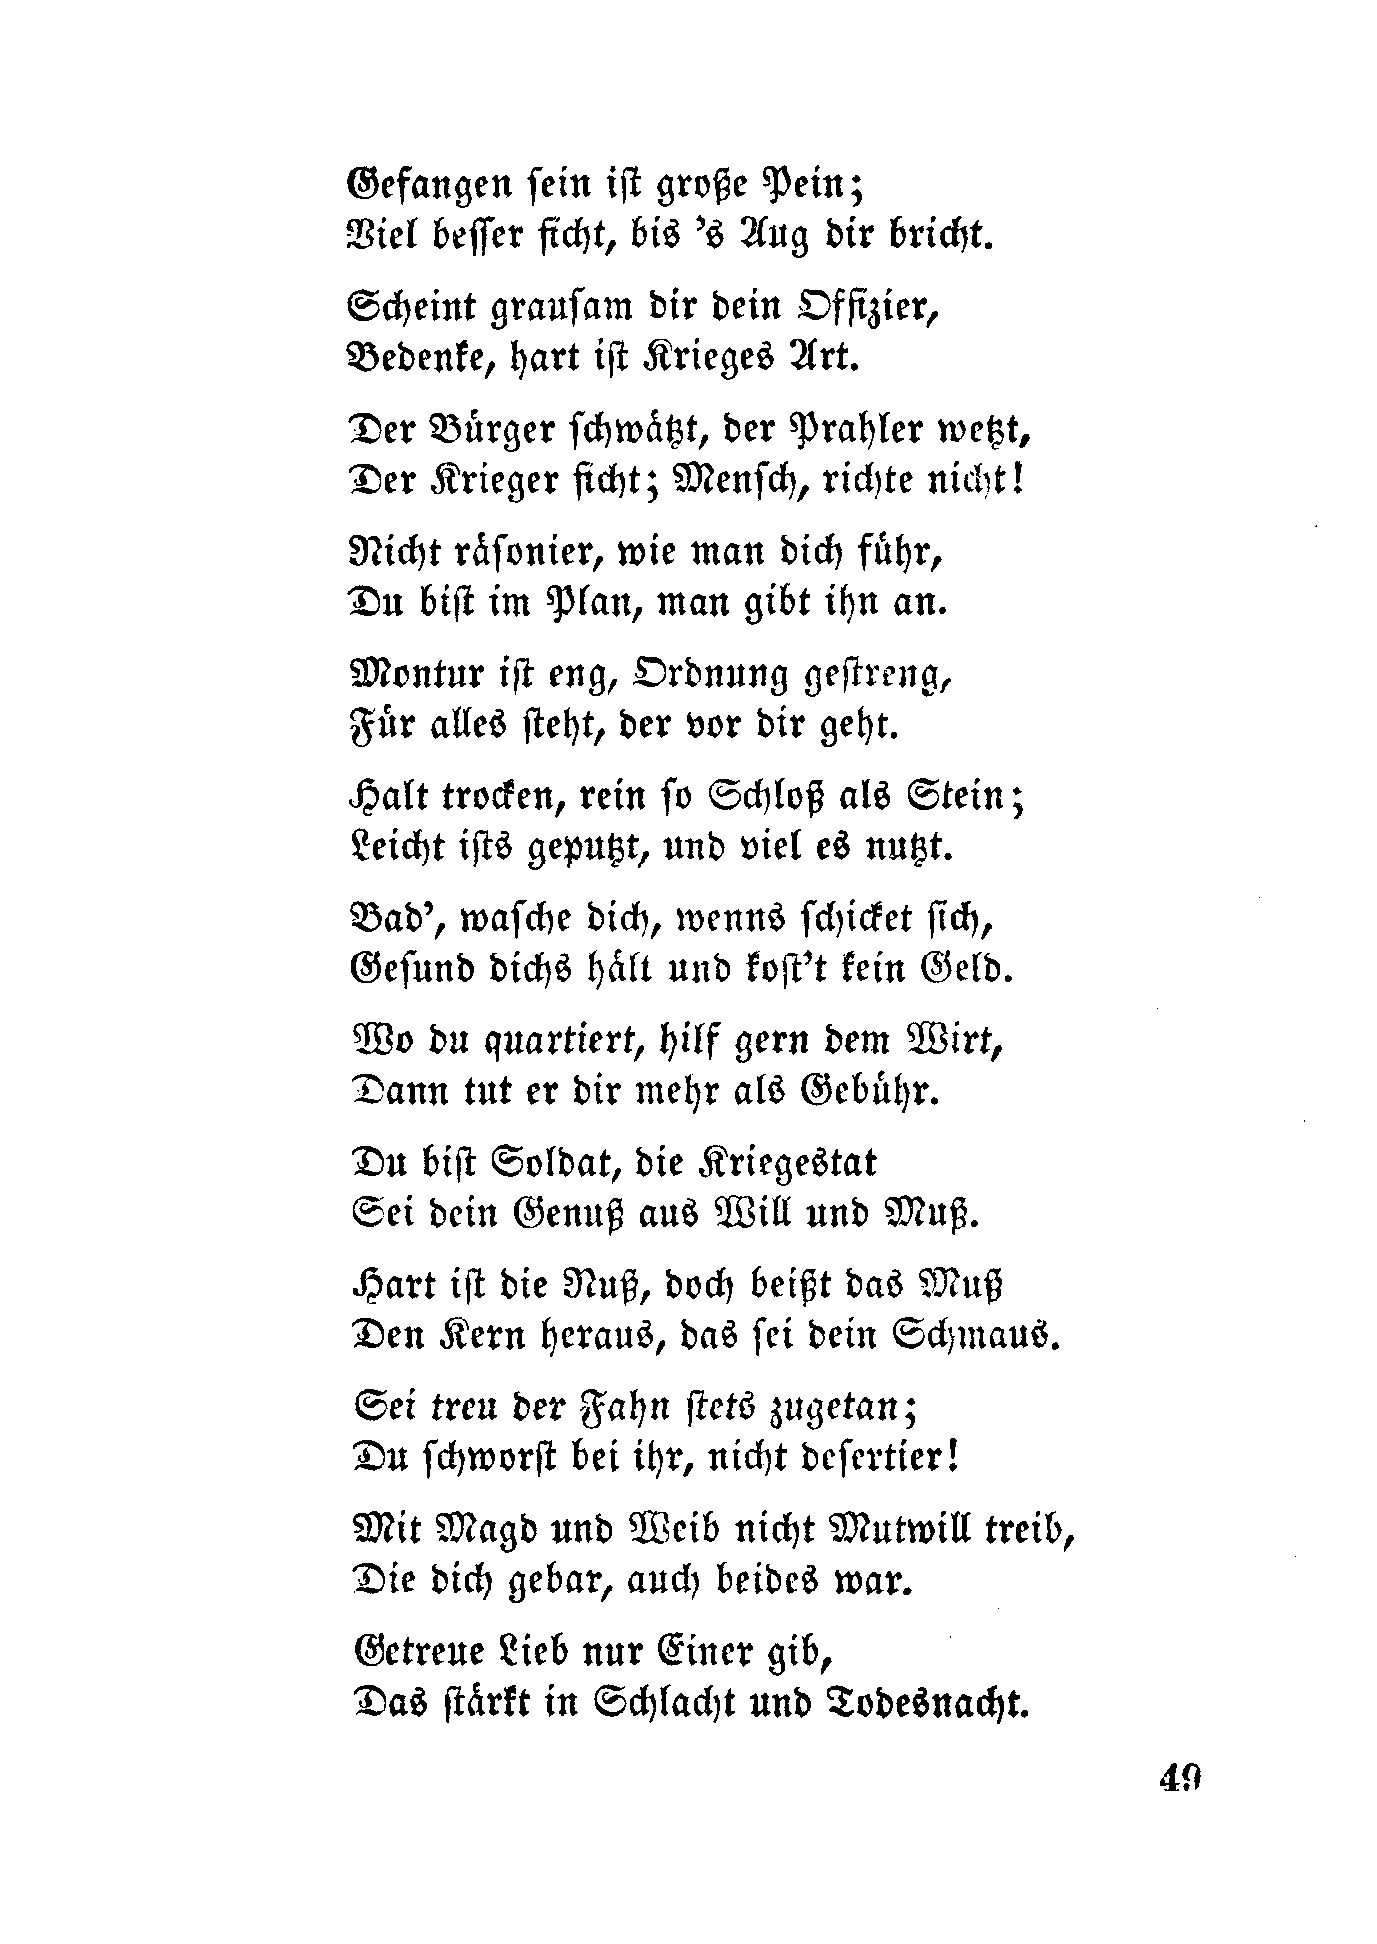 Gefangen sein ist große Pein;
Viel besser ficht, bis 's Aug dir bricht.
Scheint grausam dir dein Offizier,
Bedenke, hart ist Krieges Art.
Der Bürger schwätzt, der Prahler wetzt,
Der Krieger ficht; Mensch, richte nicht!
Nicht räsonier, wie man dich führ,
Du bist im Plan, man gibt ihn an.
Montur ist eng, Ordnung gestreng,
Für alles steht, der vor dir geht.
Halt trocken, rein so Schloß als Stein;
Leicht ists geputzt, und viel es nutzt.
Bad', wasche dich, wenns schicket sich,
Gesund dichs hält und kost't kein Geld.
Wo du quartiert, hilf gern dem Wirt,
Dann tut er dir mehr als Gebühr.
Du bist Soldat, die Kriegestat
Sei dein Genuß aus Will und Muß.
Hart ist die Nuß, doch beißt das Muß
Den Kern heraus, das sei dein Schmaus.
Sei treu der Fahn stets zugetan;
Du schworst bei ihr, nicht desertier!
Mit Magd und Weib nicht Mutwill treib,
Die dich gebar, auch beides war.
Getreue Lieb nur Einer gib,
Das stärkt in Schlacht und Todesnacht.
49